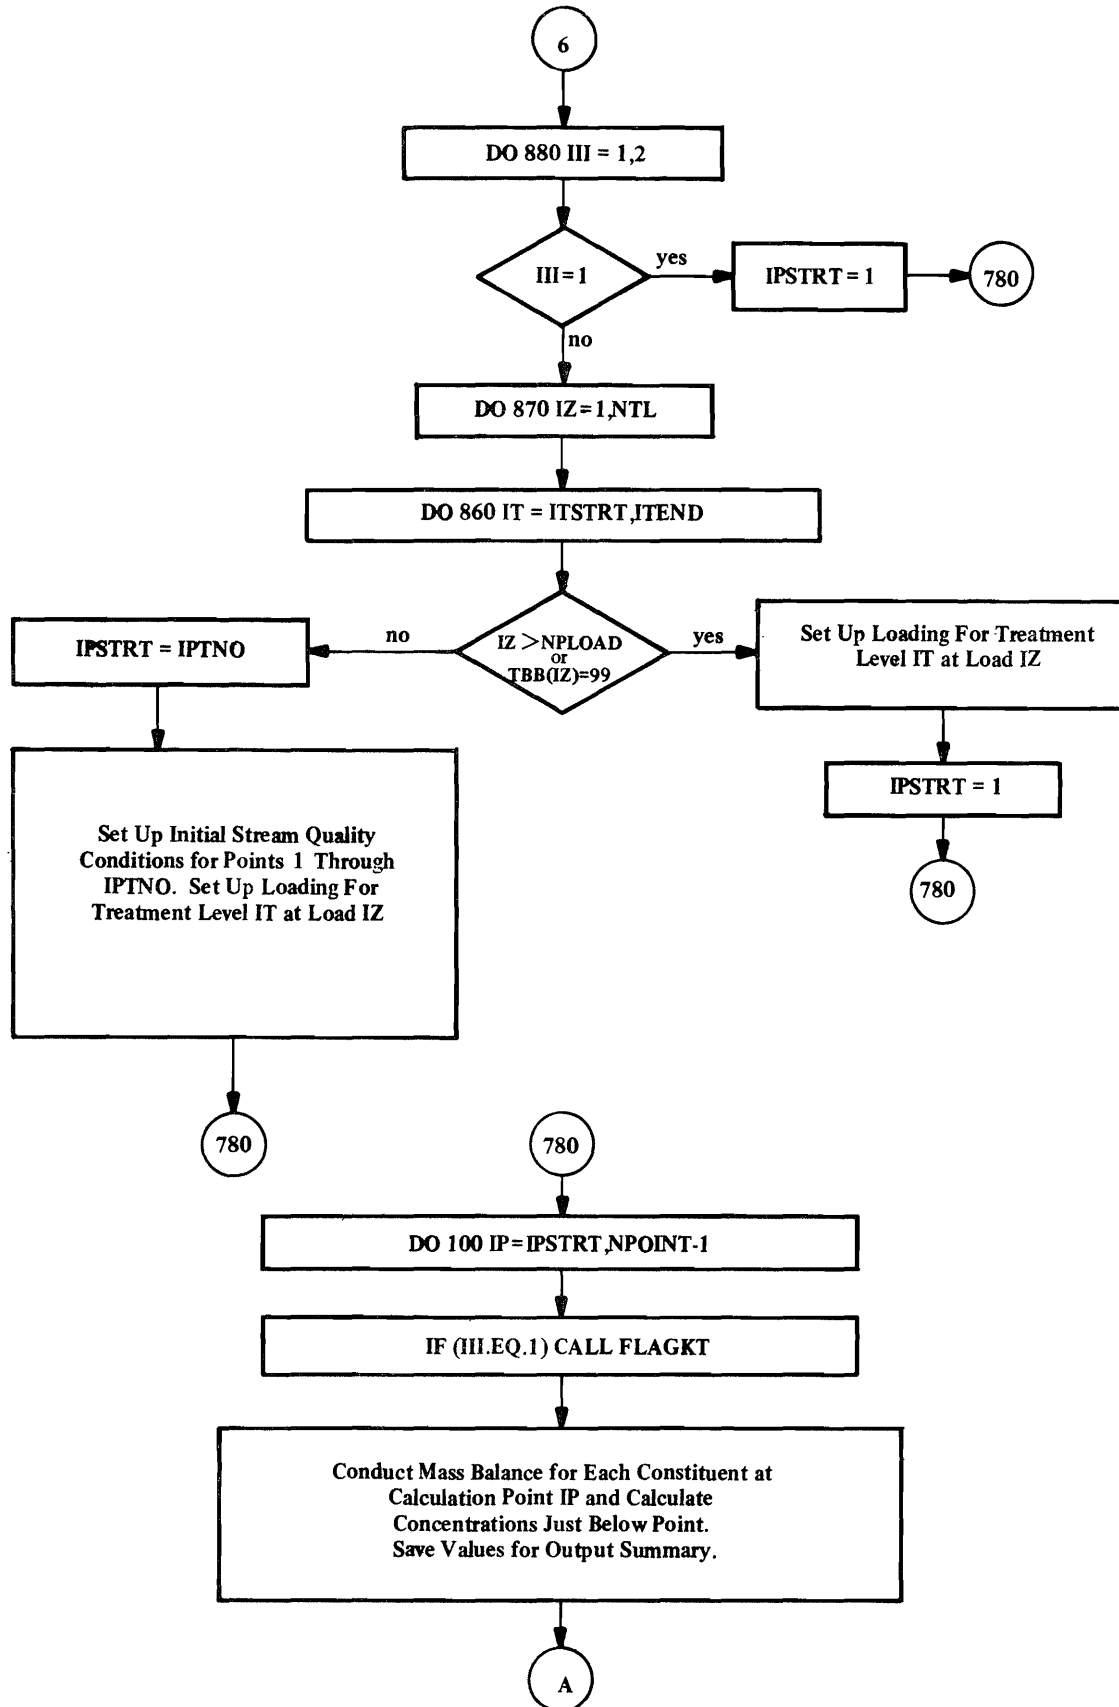 6
DO 880 III = 1,2
III=1
yes
IPSTRT = 1
780
no
DO 870 IZ=1,NTL
DO 860 IT = ITSTRT,ITEND
IPSTRT = IPTNO
no
IZ >NPLOAD
or
TBB(IZ)=99
yes
Set Up Loading For Treatment
Level IT at Load IZ
IPSTRT = 1
780
Set Up Initial Stream Quality
Conditions for Points 1 Through
IPTNO. Set Up Loading For
Treatment Level IT at Load IZ
780
780
DO 100 IP=IPSTRT,NPOINT-1
IF (III.EQ.1) CALL FLAGKT
Conduct Mass Balance for Each Constituent at
Calculation Point IP and Calculate
Concentrations Just Below Point.
Save Values for Output Summary.
A